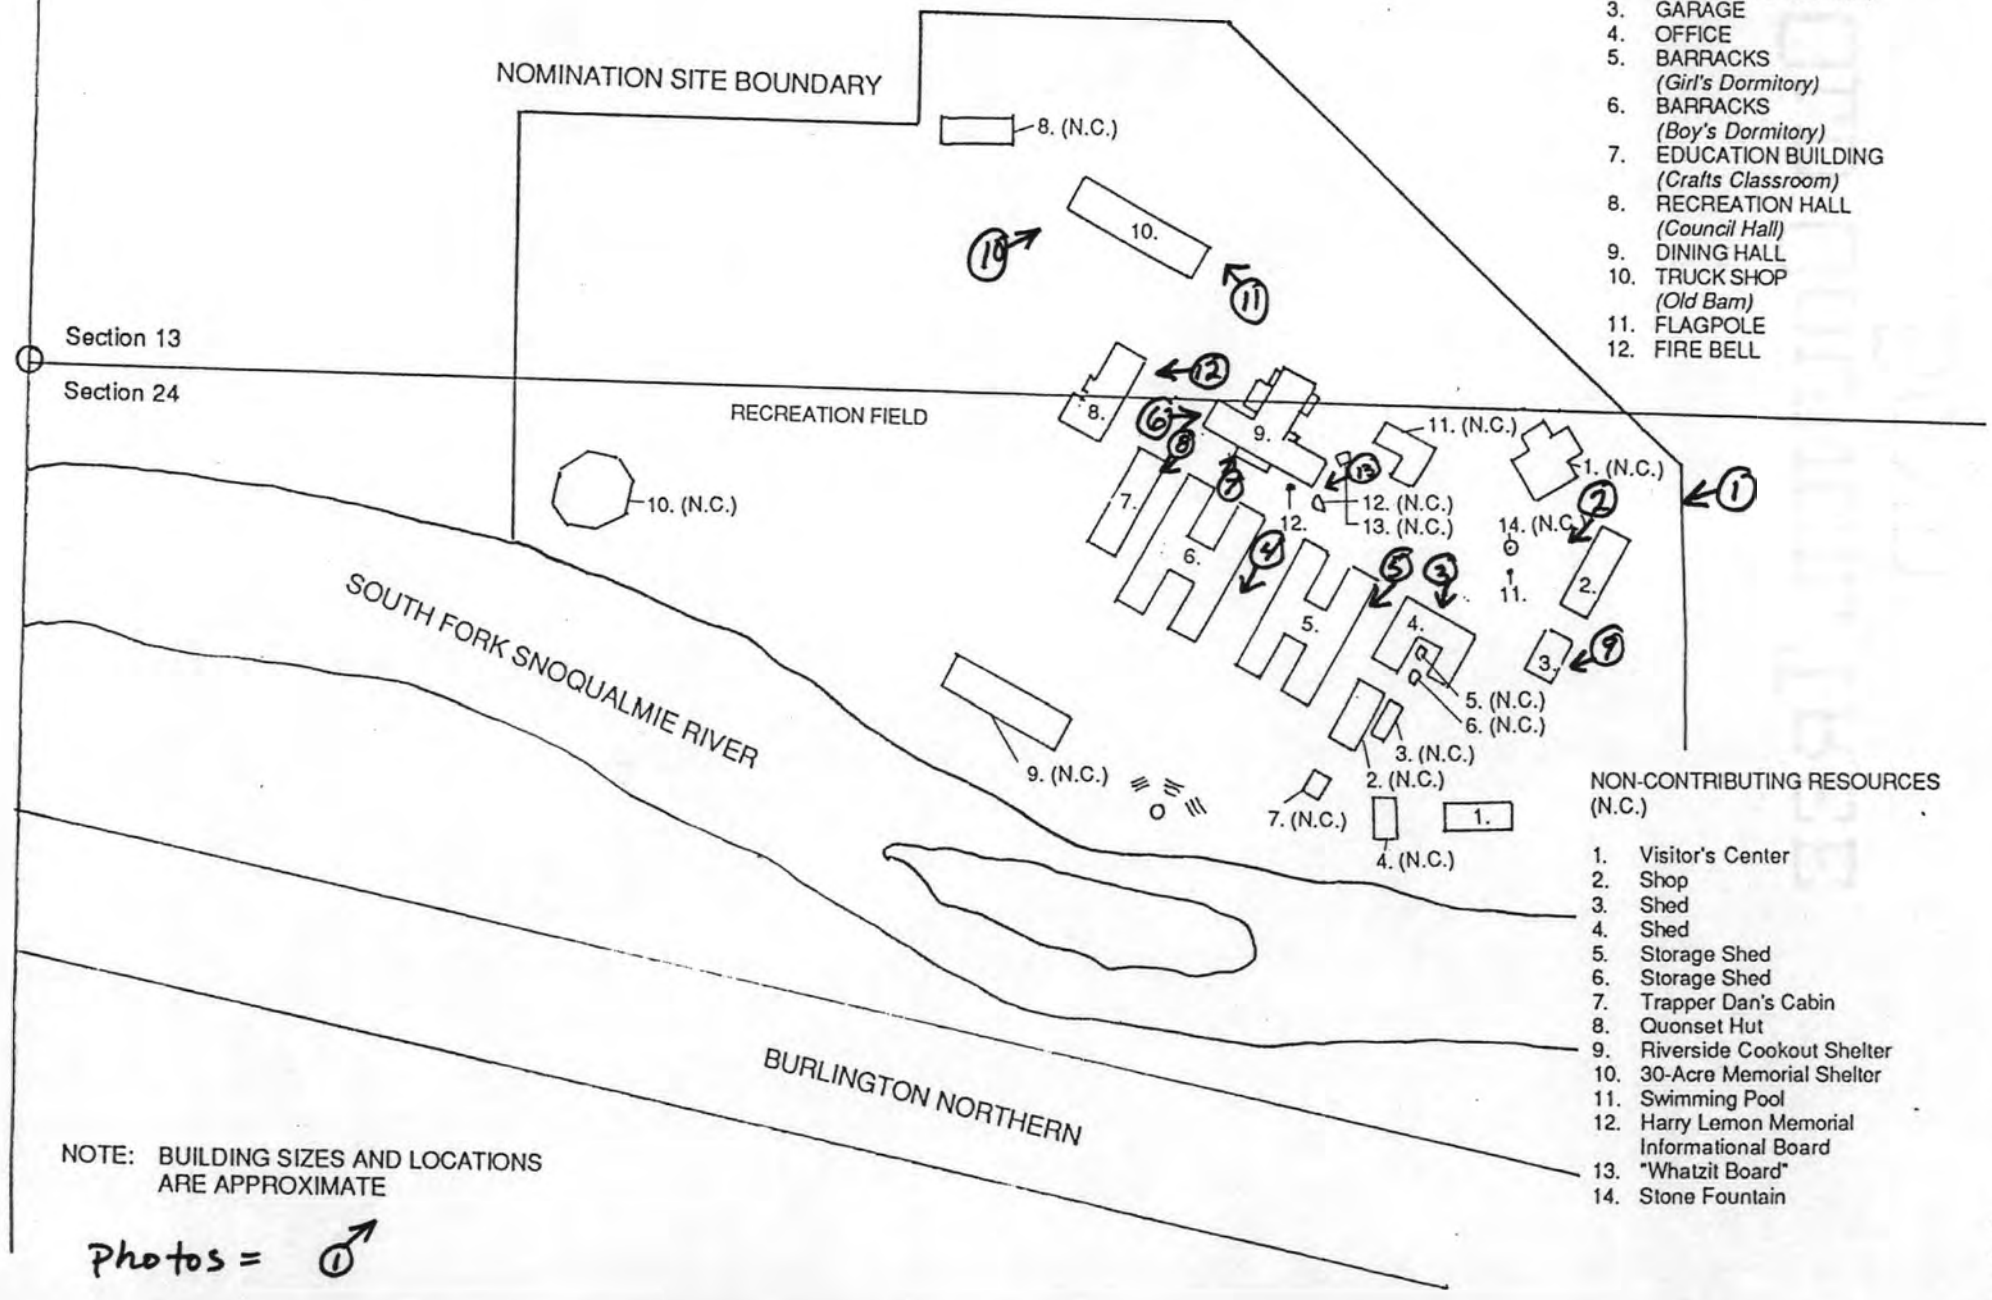 3. GARAGE
4. OFFICE
5. BARRACKS
(Girl's Dormitory)
6. BARRACKS
(Boy's Dormitory)
7. EDUCATION BUILDING
(Crafts Classroom)
8. RECREATION HALL
(Council Hall)
9. DINING HALL
10. TRUCK SHOP
(Old Barn)
11. FLAGPOLE
12. FIRE BELL
NOMINATION SITE BOUNDARY
8. (N.C.)
10.
10
11
Section 13
Section 24
RECREATION FIELD
12
8.
6
8
9.
11. (N.C.)
1. (N.C.)
1
10. (N.C.)
7.
7
13
12.
12. (N.C.)
13. (N.C.)
14. (N.C.)
2
6.
4
5
3
11.
2.
5.
4.
3.
9
SOUTH FORK SNOQUALMIE RIVER
5. (N.C.)
6. (N.C.)
3. (N.C.)
2. (N.C.)
9. (N.C.)
7. (N.C.)
1.
4. (N.C.)
NON-CONTRIBUTING RESOURCES
(N.C.)
1. Visitor's Center
2. Shop
3. Shed
4. Shed
5. Storage Shed
6. Storage Shed
7. Trapper Dan's Cabin
8. Quonset Hut
9. Riverside Cookout Shelter
10. 30-Acre Memorial Shelter
11. Swimming Pool
12. Harry Lemon Memorial
Informational Board
13. "Whatzit Board"
14. Stone Fountain
BURLINGTON NORTHERN
NOTE: BUILDING SIZES AND LOCATIONS
ARE APPROXIMATE
Photos = 1